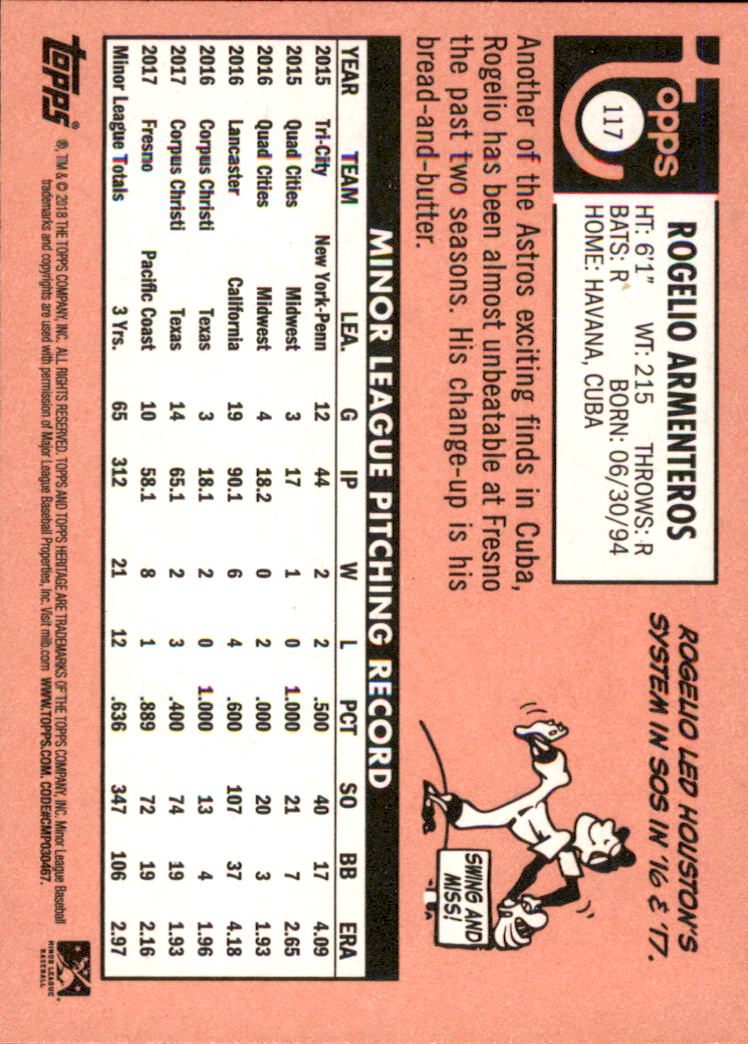 Topps
117
ROGELIO ARMENTEROS
HT: 6'1" WT: 215 THROWS: R
BATS: R BORN: 06/30/94
HOME: HAVANA, CUBA
Another of the Astros exciting finds in Cuba,
Rogelio has been almost unbeatable at Fresno
the past two seasons. His change-up is his
bread-and-butter.
ROGELIO LED HOUSTON'S
SYSTEM IN SOS IN '16 & '17.
SWING AND
MISS!
MINOR LEAGUE PITCHING RECORD
YEAR TEAM LEA. G IP W L PCT SO BB ERA
2015 Tri-City New York-Penn 12 44 2 2 .500 40 17 4.09
2015 Quad Cities Midwest 3 17 1 0 1.000 21 7 2.65
2016 Quad Cities Midwest 4 18.2 0 2 .000 20 3 1.93
2016 Lancaster California 19 90.1 6 4 .600 107 37 4.18
2016 Corpus Christi Texas 3 18.1 2 0 1.000 13 4 1.96
2017 Corpus Christi Texas 14 65.1 2 3 .400 74 19 1.93
2017 Fresno Pacific Coast 10 58.1 8 1 .889 72 19 2.16
Minor League Totals 3 Yrs. 65 312 21 12 .636 347 106 2.97
Topps®
®, TM & © 2018 THE TOPPS COMPANY, INC. ALL RIGHTS RESERVED. TOPPS AND TOPPS HERITAGE ARE TRADEMARKS OF THE TOPPS COMPANY, INC. Minor League Baseball
trademarks and copyrights are used with permission of Major League Baseball Properties, Inc. Visit milb.com WWW.TOPPS.COM. CODE#CMP030467.
MINOR LEAGUE
BASEBALL